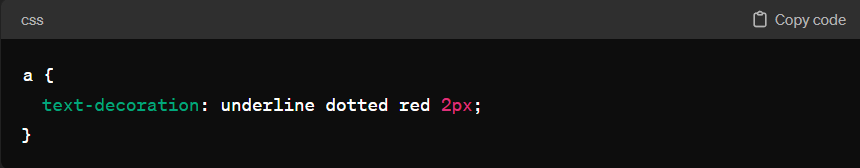 css
Copy code
a {
text-decoration: underline dotted red 2px;
}